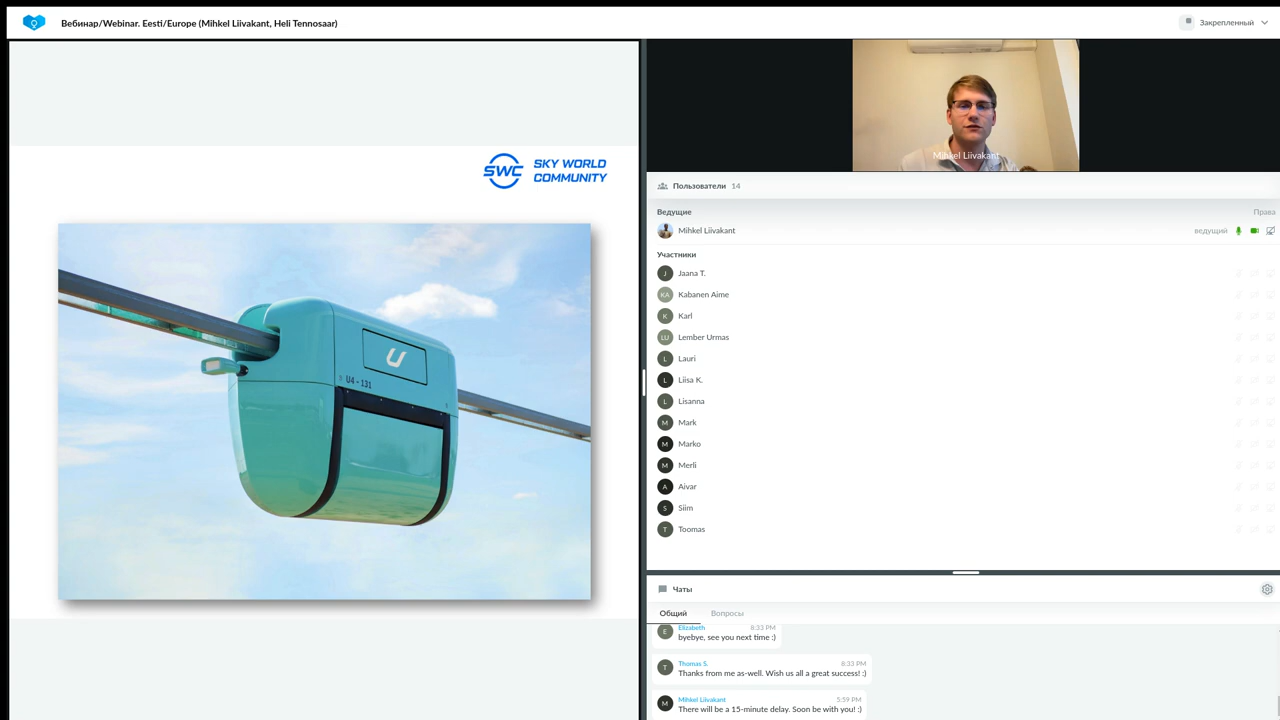 Вебинар/Webinar. Eesti/Europe (Mihkel Liivakant, Heli Tennosaar)
Закрепленный
SWC SKY WORLD
COMMUNITY
U
U4 - 131
Mihkel Liivakant
Пользователи 14
Ведущие Права
Mihkel Liivakant ведущий
Участники
J Jaana T.
KA Kabanen Aime
K Karl
LU Lember Urmas
L Lauri
L Liisa K.
L Lisanna
M Mark
M Marko
M Merli
A Aivar
S Siim
T Toomas
Чаты
Общий Вопросы
E Elizabeth 8:33 PM
byebye, see you next time :)
T Thomas S. 8:33 PM
Thanks from me as-well. Wish us all a great success! :)
M Mihkel Liivakant 5:59 PM
There will be a 15-minute delay. Soon be with you! :)